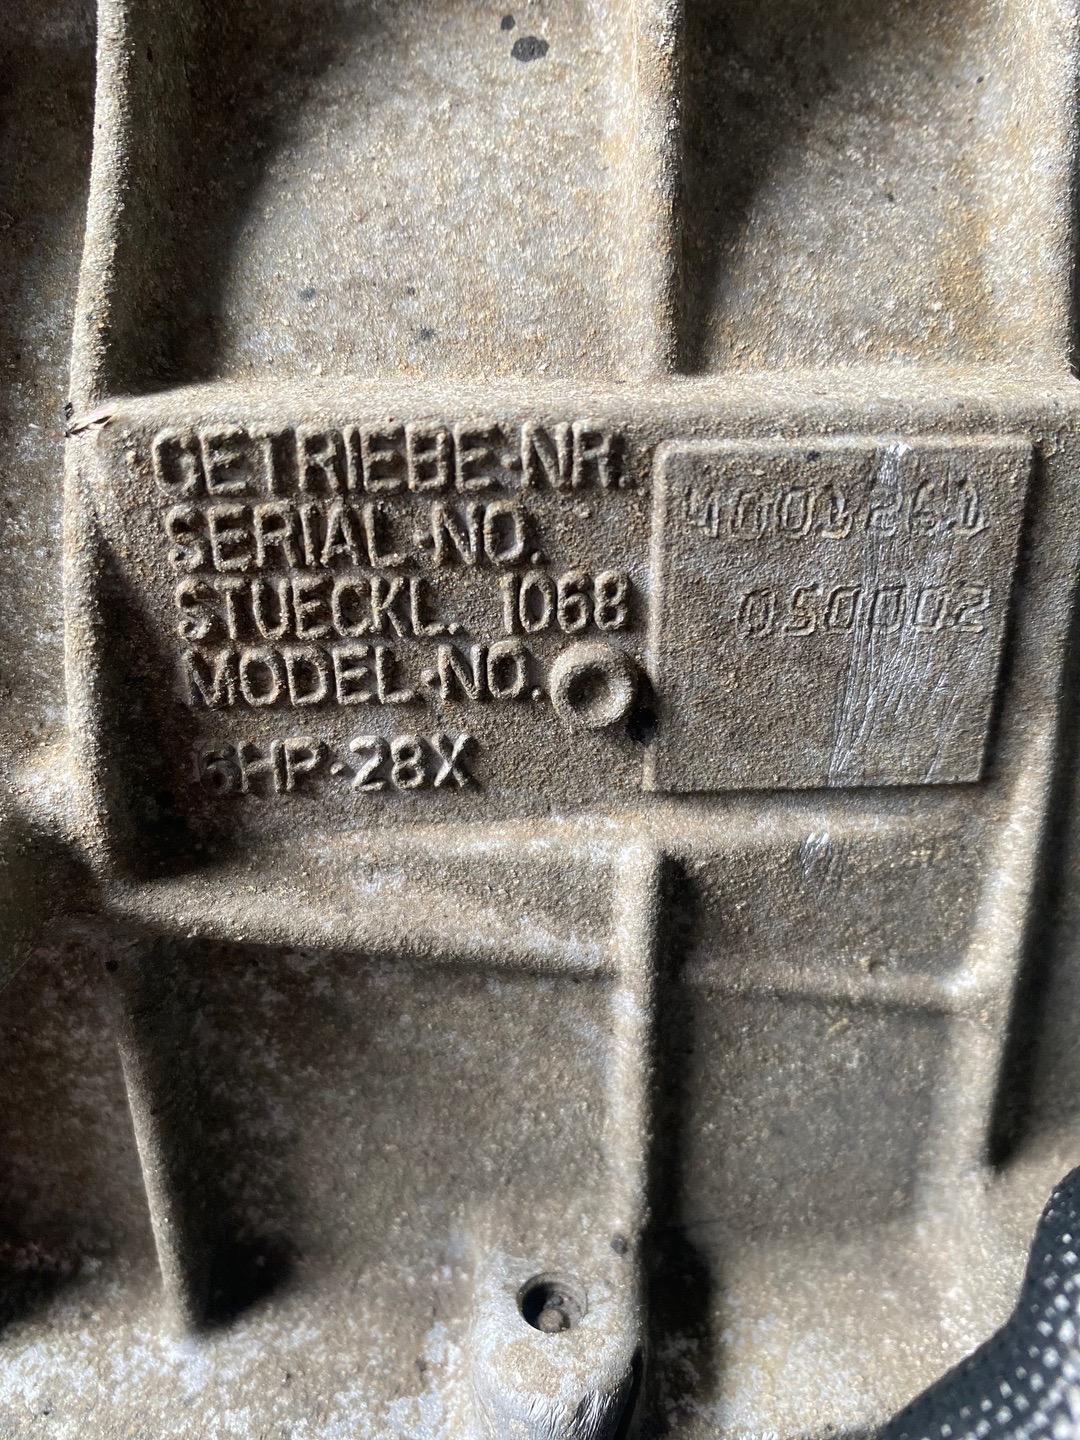 GETRIEBE-NR.
SERIAL-NO.
STUECKL. 1068 050002
MODEL-NO.
6HP-28X